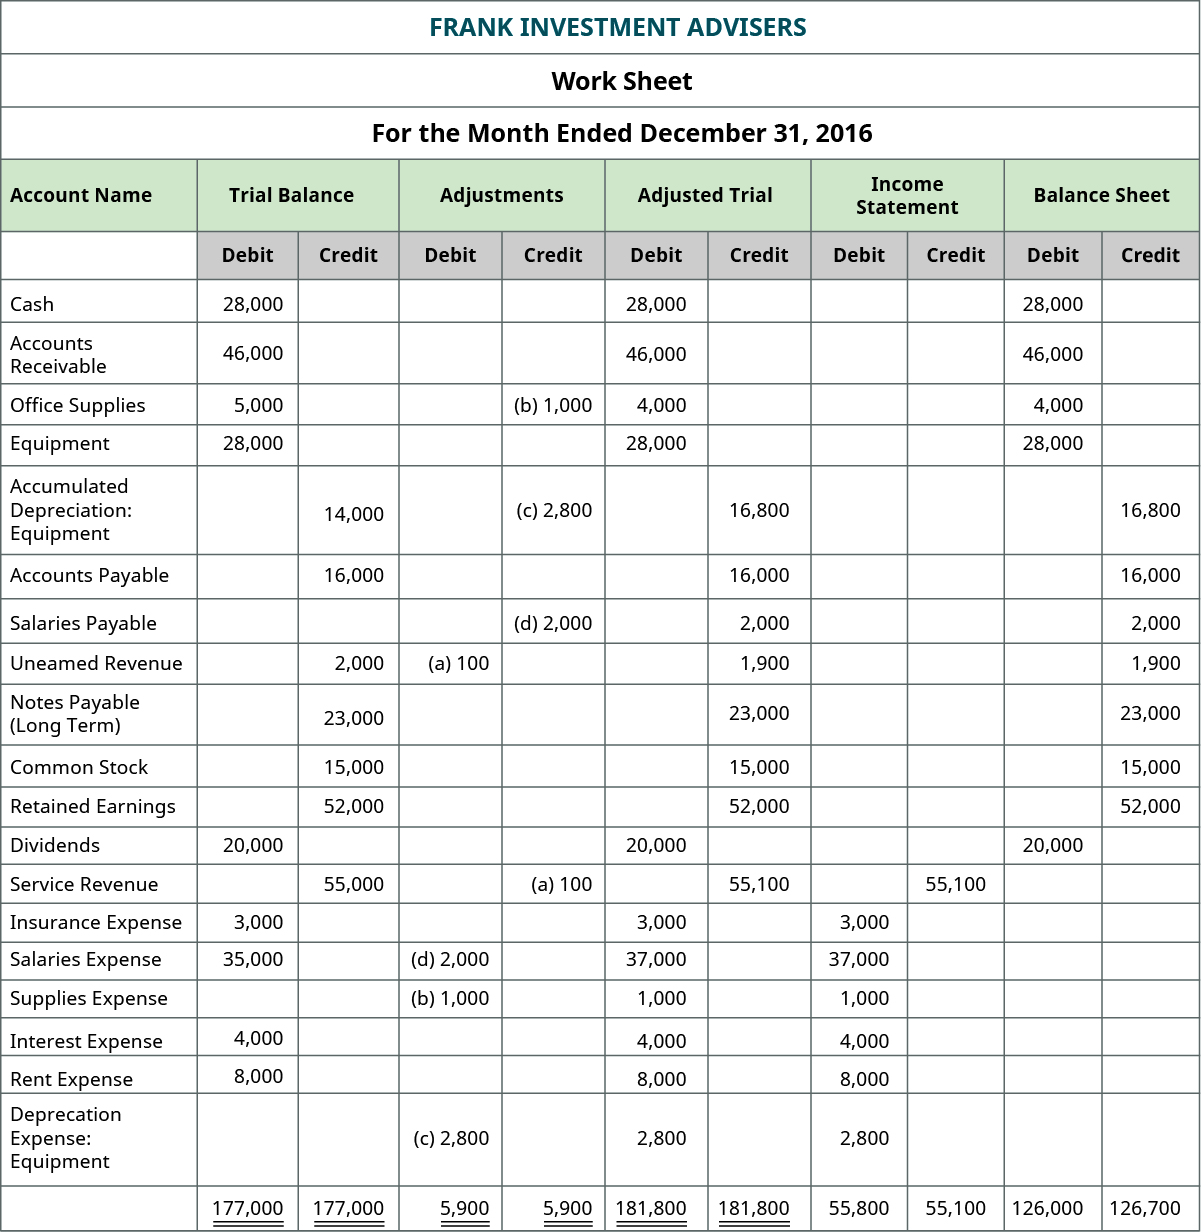 FRANK INVESTMENT ADVISERS
Work Sheet
For the Month Ended December 31, 2016
Account Name Trial Balance Adjustments Adjusted Trial Income Statement Balance Sheet
Debit Credit Debit Credit Debit Credit Debit Credit Debit Credit
Cash 28,000 28,000 28,000
Accounts
Receivable 46,000 46,000 46,000
Office Supplies 5,000 (b) 1,000 4,000 4,000
Equipment 28,000 28,000 28,000
Accumulated
Depreciation: 14,000 (c) 2,800 16,800 16,800
Equipment
Accounts Payable 16,000 16,000 16,000
Salaries Payable (d) 2,000 2,000 2,000
Uneamed Revenue 2,000 (a) 100 1,900 1,900
Notes Payable
(Long Term) 23,000 23,000 23,000
Common Stock 15,000 15,000 15,000
Retained Earnings 52,000 52,000 52,000
Dividends 20,000 20,000 20,000
Service Revenue 55,000 (a) 100 55,100 55,100
Insurance Expense 3,000 3,000 3,000
Salaries Expense 35,000 (d) 2,000 37,000 37,000
Supplies Expense (b) 1,000 1,000 1,000
Interest Expense 4,000 4,000 4,000
Rent Expense 8,000 8,000 8,000
Deprecation
Expense: (c) 2,800 2,800 2,800
Equipment
177,000 177,000 5,900 5,900 181,800 181,800 55,800 55,100 126,000 126,700